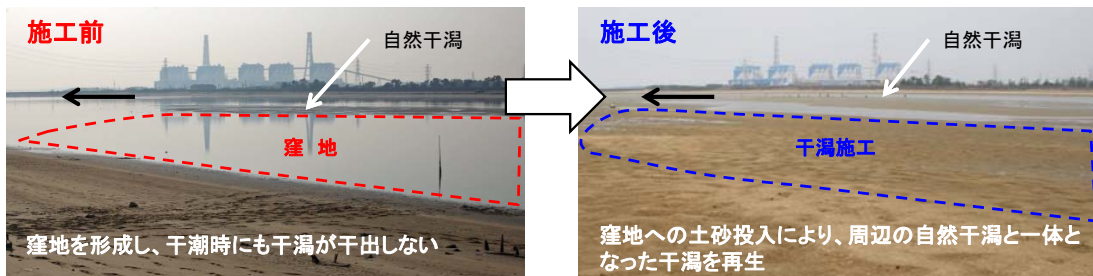 施工前
自然干潟
窪 地
窪地を形成し、干潮時にも干潟が干出しない
施工後
自然干潟
干潟施工
窪地への土砂投入により、周辺の自然干潟と一体と
なった干潟を再生